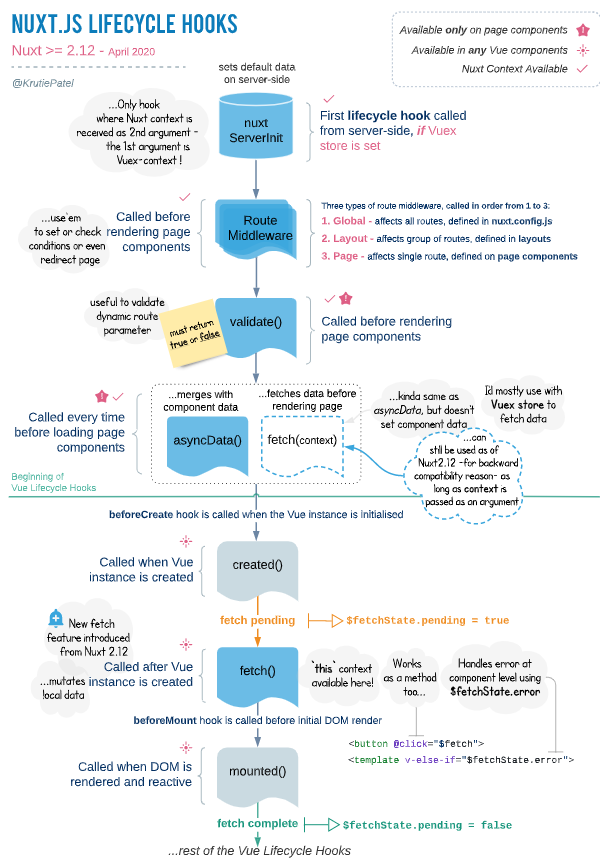 NUXT.JS LIFECYCLE HOOKS
Nuxt >= 2.12 - April 2020
@KrutiePatel
Available only on page components
Available in any Vue components
Nuxt Context Available
sets default data
on server-side
...Only hook
where Nuxt context is
received as 2nd argument -
the 1st argument is
Vuex-context !
nuxt
ServerInit
First lifecycle hook called
from server-side, if Vuex
store is set
...use'em
to set or check
conditions or even
redirect page
Called before
rendering page
components
Route
Middleware
Three types of route middleware, called in order from 1 to 3:
1. Global - affects all routes, defined in nuxt.config.js
2. Layout - affects group of routes, defined in layouts
3. Page - affects single route, defined on page components
useful to validate
dynamic route
parameter
must return
true or false
validate()
Called before rendering
page components
Called every time
before loading page
components
...merges with
component data
asyncData()
...fetches data before
rendering page
fetch(context)
...kinda same as
asyncData, but doesn't
set component data
I'd mostly use with
Vuex store to
fetch data
...can
still be used as of
Nuxt2.12 -for backward
compatibility reason- as
long as context is
passed as an argument
Beginning of
Vue Lifecycle Hooks
beforeCreate hook is called when the Vue instance is initialised
Called when Vue
instance is created
created()
fetch pending
$fetchState.pending = true
New fetch
feature introduced
from Nuxt 2.12
...mutates
local data
Called after Vue
instance is created
fetch()
`this` context
available here!
Works
as a method
too...
Handles error at
component level using
$fetchState.error
beforeMount hook is called before initial DOM render
<button @click="$fetch">
<template v-else-if="$fetchState.error">
Called when DOM is
rendered and reactive
mounted()
fetch complete
$fetchState.pending = false
...rest of the Vue Lifecycle Hooks